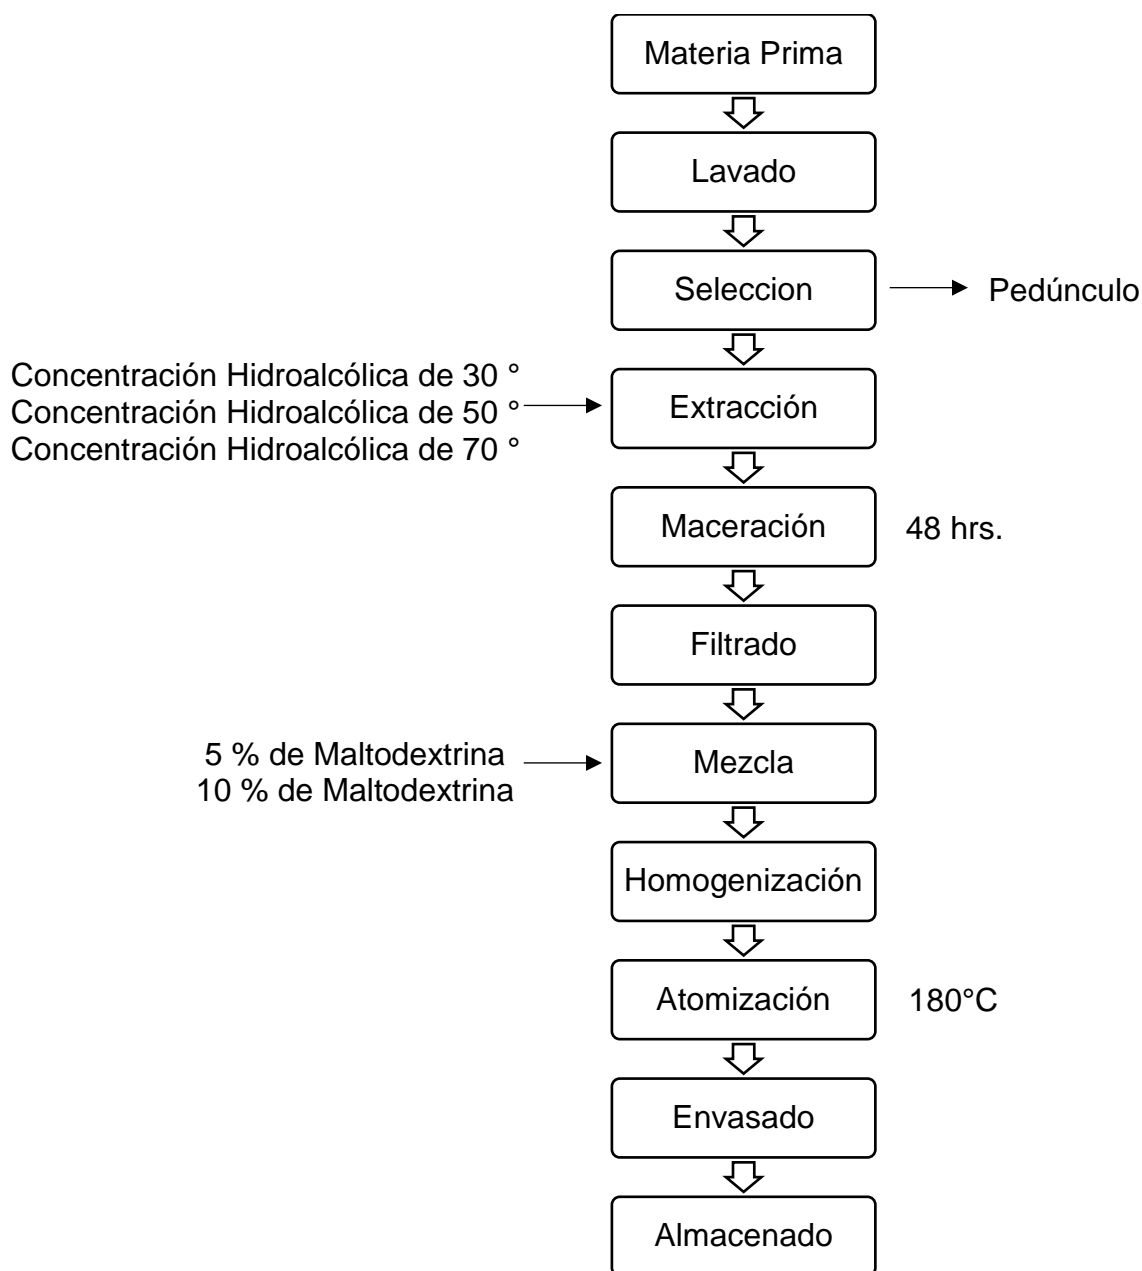 Materia Prima
Lavado
Seleccion
Pedúnculo
Concentración Hidroalcólica de 30 °
Concentración Hidroalcólica de 50 °
Concentración Hidroalcólica de 70 °
Extracción
Maceración
48 hrs.
Filtrado
5 % de Maltodextrina
10 % de Maltodextrina
Mezcla
Homogenización
Atomización
180°C
Envasado
Almacenado